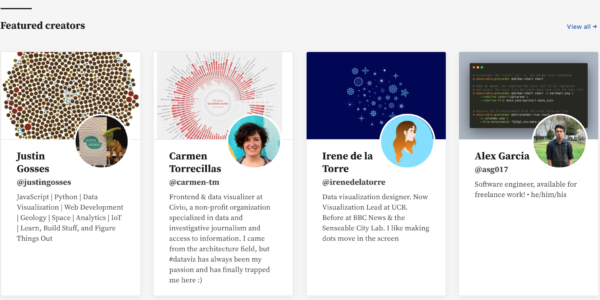 Featured creators
View all →
Justin
Gosses
@justingosses
JavaScript | Python | Data
Visualization | Web Development
| Geology | Space | Analytics | IoT
| Learn, Build Stuff, and Figure
Things Out
Carmen
Torrecillas
@carmen-tm
Frontend & data visualizer at
Civio, a non-profit organization
specialized in data and
investigative journalism and
access to information. I came
from the architecture field, but
#dataviz has always been my
passion and has finally trapped
me here :)
Irene de la
Torre
@irenedelatorre
Data visualization designer. Now
Visualization Lead at UCB.
Before at BBC News & the
Senseable City Lab. I like making
dots move in the screen
Alex Garcia
@asg017
Software engineer, available for
freelance work! • he/him/his